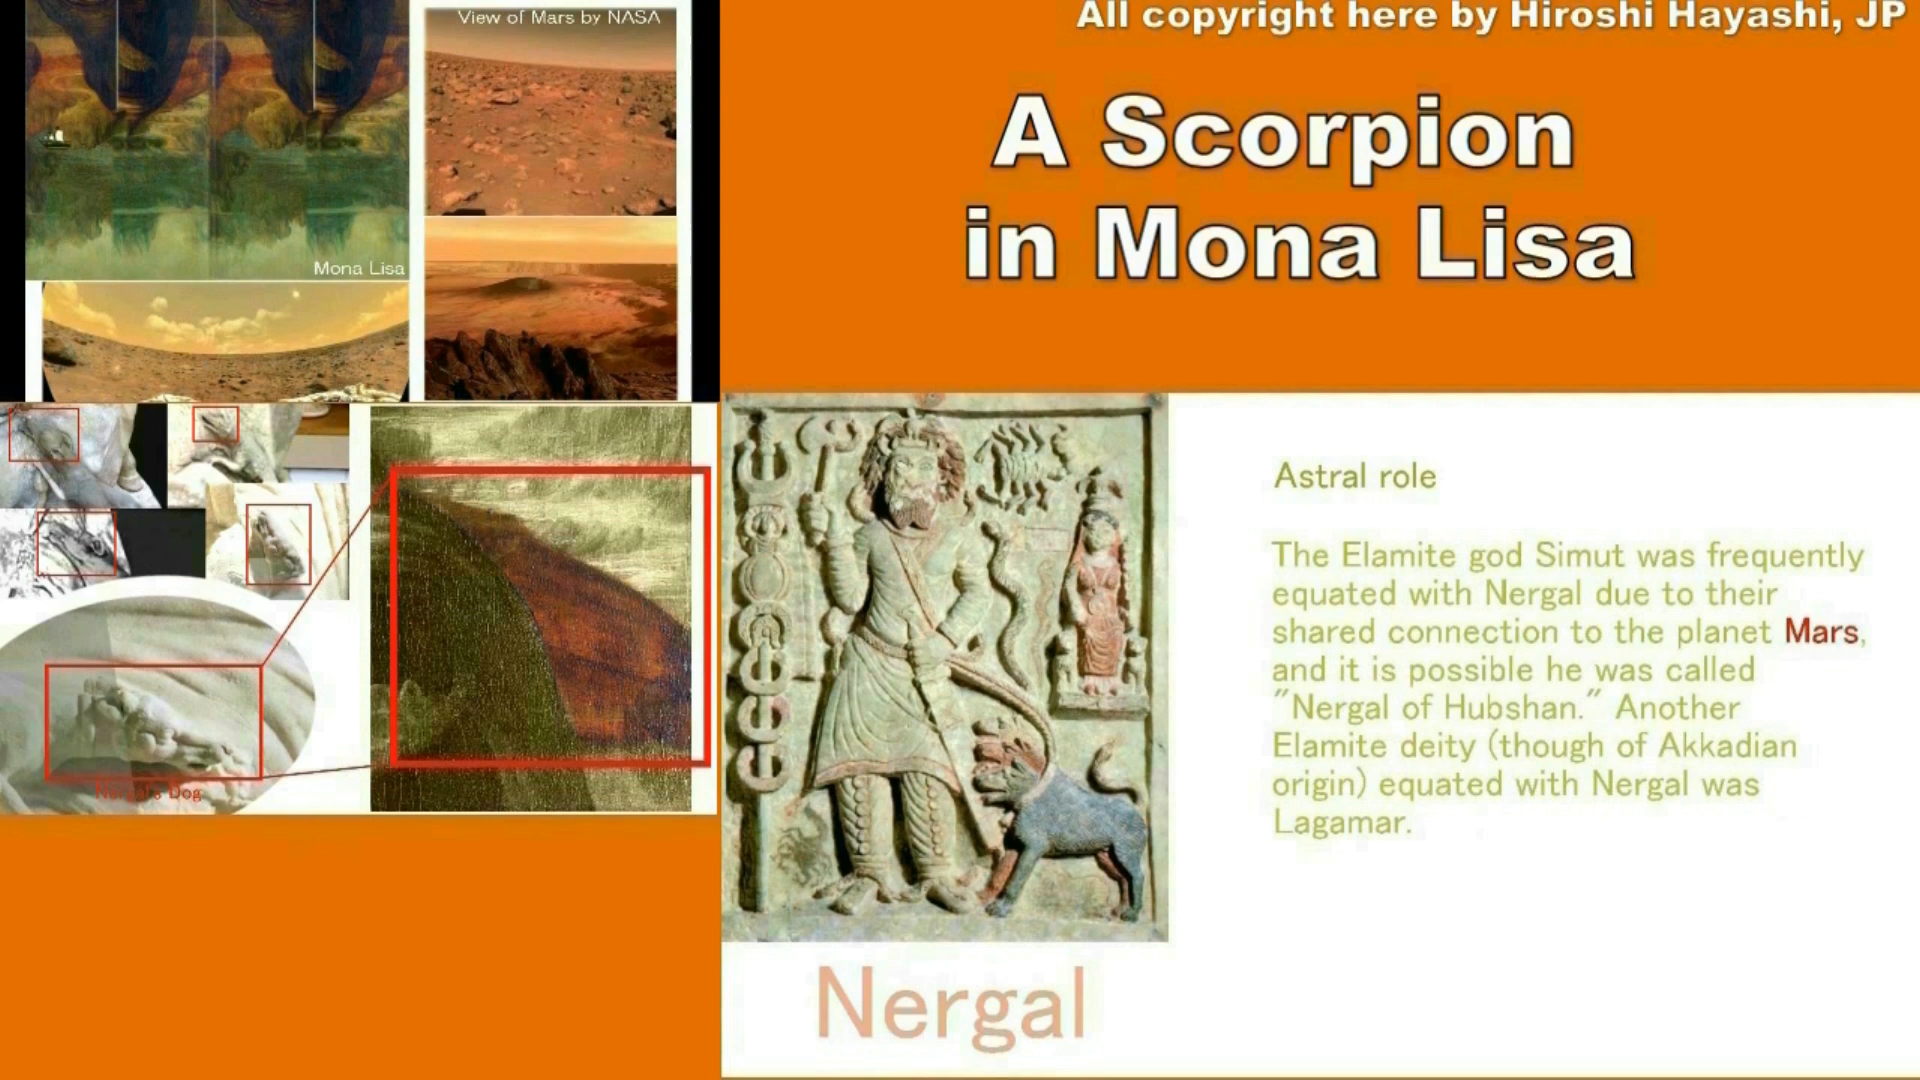 View of Mars by NASA
Mona Lisa
All copyright here by Hiroshi Hayashi, JP
A Scorpion
in Mona Lisa
Nergal's Dog
Astral role
The Elamite god Simut was frequently
equated with Nergal due to their
shared connection to the planet Mars,
and it is possible he was called
"Nergal of Hubshan." Another
Elamite deity (though of Akkadian
origin) equated with Nergal was
Lagamar.
Nergal